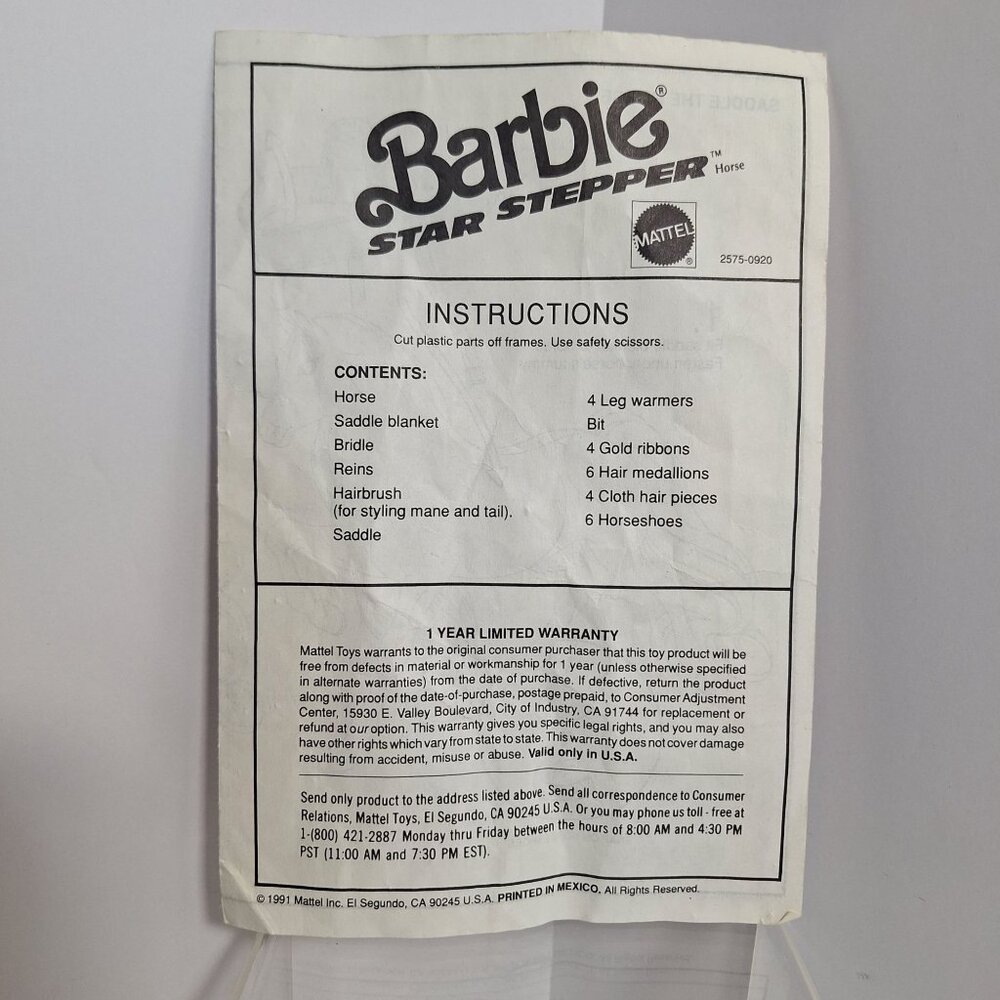 Barbie®
STAR STEPPER™ Horse
MATTEL®
2575-0920
INSTRUCTIONS
Cut plastic parts off frames. Use safety scissors.
CONTENTS:
Horse
Saddle blanket
Bridle
Reins
Hairbrush
(for styling mane and tail).
Saddle
4 Leg warmers
Bit
4 Gold ribbons
6 Hair medallions
4 Cloth hair pieces
6 Horseshoes
1 YEAR LIMITED WARRANTY
Mattel Toys warrants to the original consumer purchaser that this toy product will be
free from defects in material or workmanship for 1 year (unless otherwise specified
in alternate warranties) from the date of purchase. If defective, return the product
along with proof of the date-of-purchase, postage prepaid, to Consumer Adjustment
Center, 15930 E. Valley Boulevard, City of Industry, CA 91744 for replacement or
refund at our option. This warranty gives you specific legal rights, and you may also
have other rights which vary from state to state. This warranty does not cover damage
resulting from accident, misuse or abuse. Valid only in U.S.A.
Send only product to the address listed above. Send all correspondence to Consumer
Relations, Mattel Toys, El Segundo, CA 90245 U.S.A. Or you may phone us toll - free at
1-(800) 421-2887 Monday thru Friday between the hours of 8:00 AM and 4:30 PM
PST (11:00 AM and 7:30 PM EST).
© 1991 Mattel Inc. El Segundo, CA 90245 U.S.A. PRINTED IN MEXICO. All Rights Reserved.